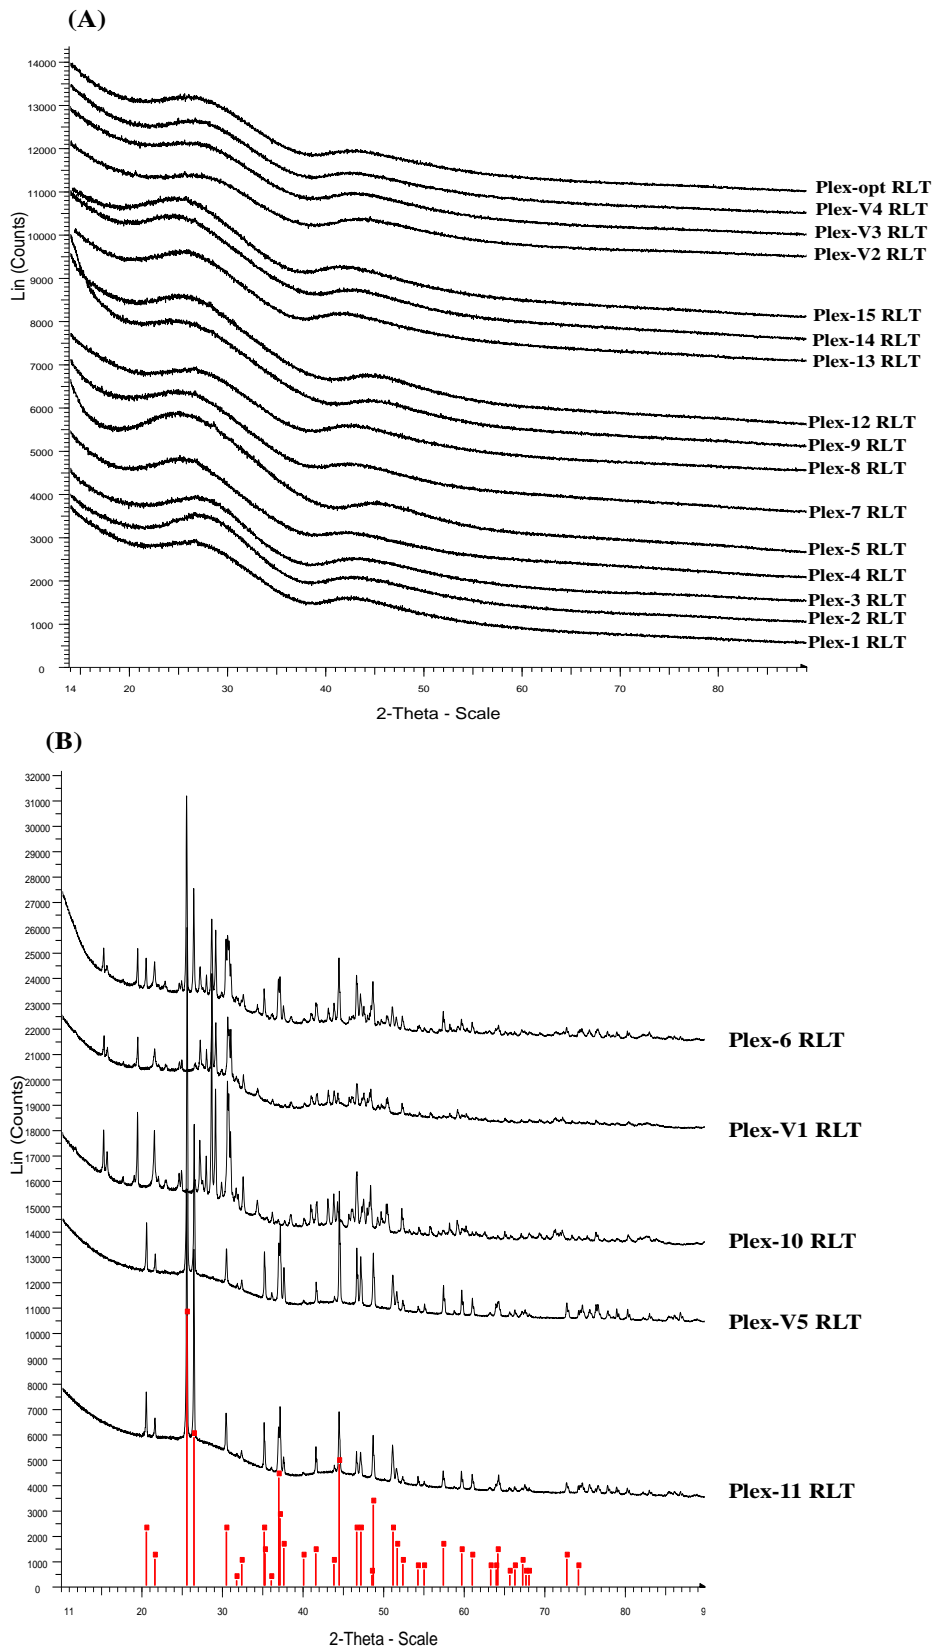 (A)
14000
13000
12000
11000
10000
9000
8000
7000
6000
5000
4000
3000
2000
1000
0
Lin (Counts)
Plex-opt RLT
Plex-V4 RLT
Plex-V3 RLT
Plex-V2 RLT
Plex-15 RLT
Plex-14 RLT
Plex-13 RLT
Plex-12 RLT
Plex-9 RLT
Plex-8 RLT
Plex-7 RLT
Plex-5 RLT
Plex-4 RLT
Plex-3 RLT
Plex-2 RLT
Plex-1 RLT
14 20 30 40 50 60 70 80
2-Theta - Scale
(B)
32000
31000
30000
29000
28000
27000
26000
25000
24000
23000
22000
21000
20000
19000
18000
17000
16000
15000
14000
13000
12000
11000
10000
9000
8000
7000
6000
5000
4000
3000
2000
1000
0
Lin (Counts)
Plex-6 RLT
Plex-V1 RLT
Plex-10 RLT
Plex-V5 RLT
Plex-11 RLT
11 20 30 40 50 60 70 80 9
2-Theta - Scale